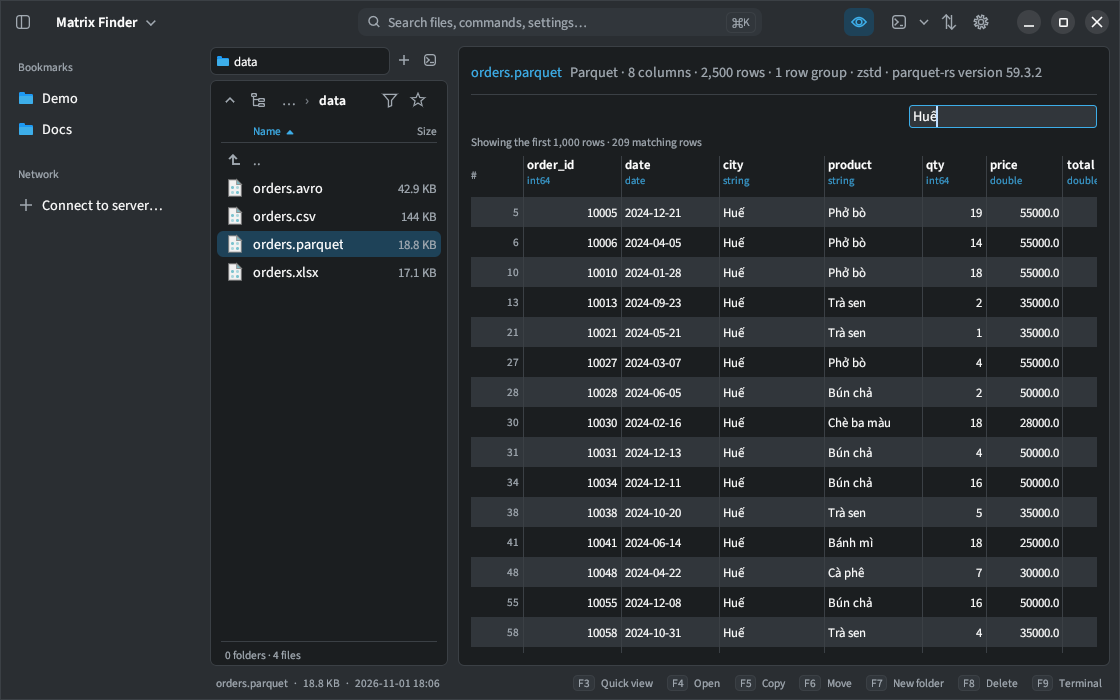 Matrix Finder
Search files, commands, settings… ⌘K
Bookmarks
Demo
Docs
Network
Connect to server…
data
… › data
Name Size
..
orders.avro 42.9 KB
orders.csv 144 KB
orders.parquet 18.8 KB
orders.xlsx 17.1 KB
0 folders · 4 files
orders.parquet Parquet · 8 columns · 2,500 rows · 1 row group · zstd · parquet-rs version 59.3.2
Huế
Showing the first 1,000 rows · 209 matching rows
# order_id date city product qty price total
int64 date string string int64 double double
5 10005 2024-12-21 Huế Phở bò 19 55000.0
6 10006 2024-04-05 Huế Phở bò 14 55000.0
10 10010 2024-01-28 Huế Phở bò 18 55000.0
13 10013 2024-09-23 Huế Trà sen 2 35000.0
21 10021 2024-05-21 Huế Trà sen 1 35000.0
27 10027 2024-03-07 Huế Phở bò 4 55000.0
28 10028 2024-06-05 Huế Bún chả 2 50000.0
30 10030 2024-02-16 Huế Chè ba màu 18 28000.0
31 10031 2024-12-13 Huế Bún chả 4 50000.0
34 10034 2024-12-11 Huế Bún chả 16 50000.0
38 10038 2024-10-20 Huế Trà sen 5 35000.0
41 10041 2024-06-14 Huế Bánh mì 18 25000.0
48 10048 2024-04-22 Huế Cà phê 7 30000.0
55 10055 2024-12-08 Huế Bún chả 16 50000.0
58 10058 2024-10-31 Huế Trà sen 4 35000.0
orders.parquet · 18.8 KB · 2026-11-01 18:06
F3 Quick view F4 Open F5 Copy F6 Move F7 New folder F8 Delete F9 Terminal